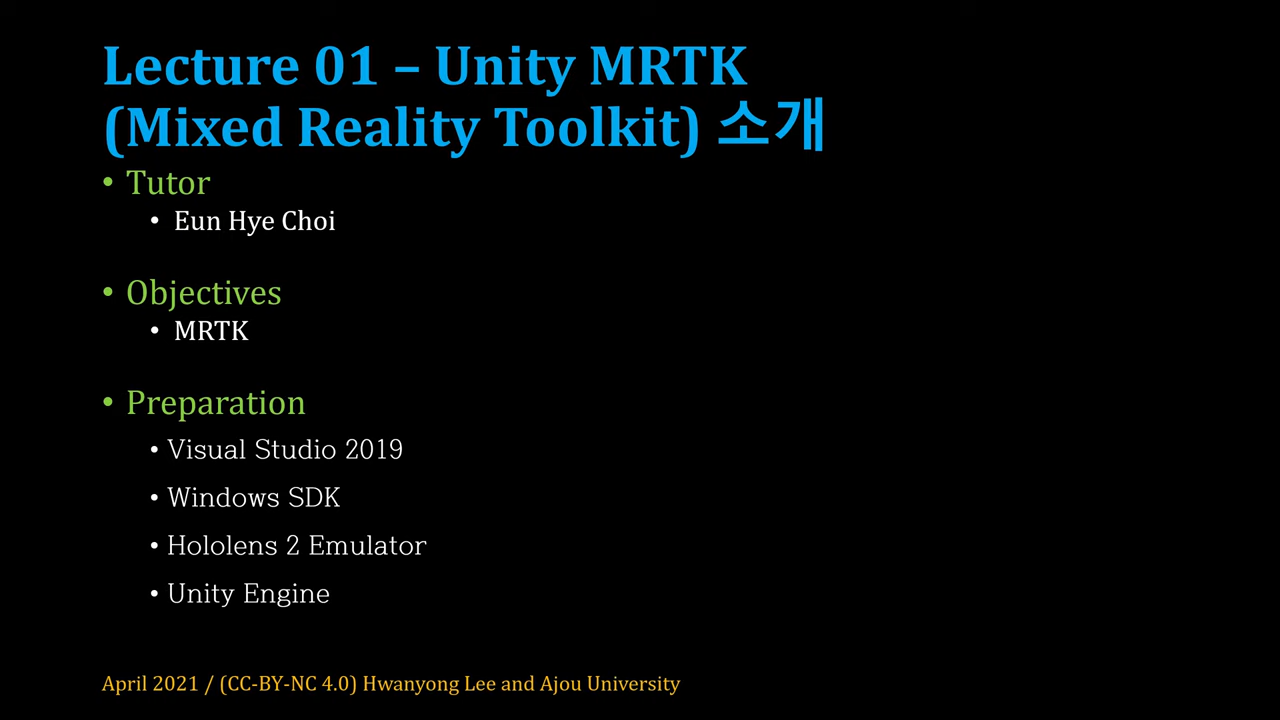 Lecture 01 – Unity MRTK
(Mixed Reality Toolkit) 소개
• Tutor
• Eun Hye Choi
• Objectives
• MRTK
• Preparation
• Visual Studio 2019
• Windows SDK
• Hololens 2 Emulator
• Unity Engine
April 2021 / (CC-BY-NC 4.0) Hwanyong Lee and Ajou University